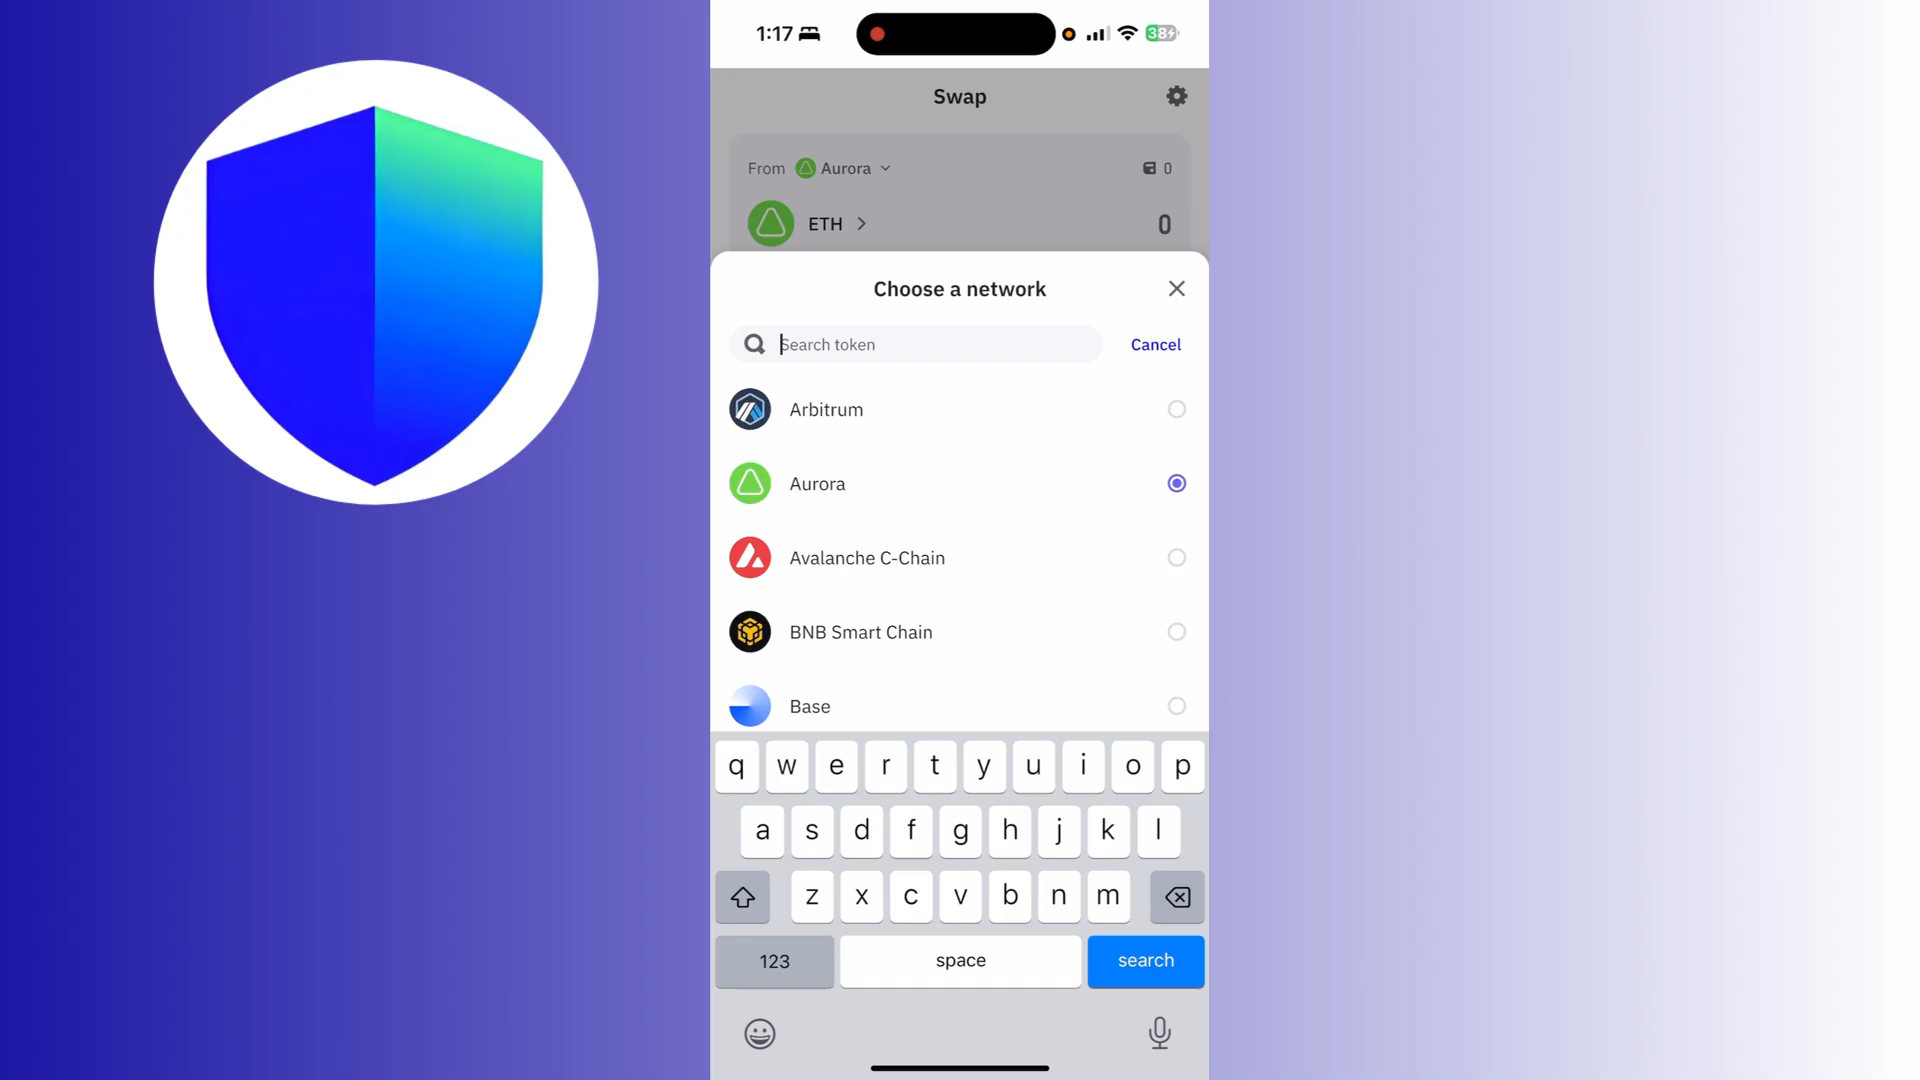 1:17
38
Swap
From Aurora 0
ETH 0
Choose a network
Search token Cancel
Arbitrum
Aurora
Avalanche C-Chain
BNB Smart Chain
Base
q w e r t y u i o p
a s d f g h j k l
z x c v b n m
123 space search